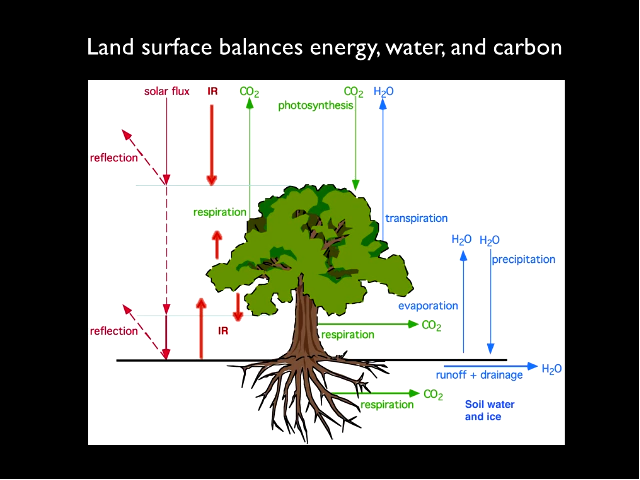 Land surface balances energy, water, and carbon
solar flux
IR
CO2
CO2
H2O
photosynthesis
reflection
respiration
transpiration
H2O
H2O
precipitation
evaporation
reflection
IR
respiration
CO2
runoff + drainage
H2O
respiration
CO2
Soil water
and ice